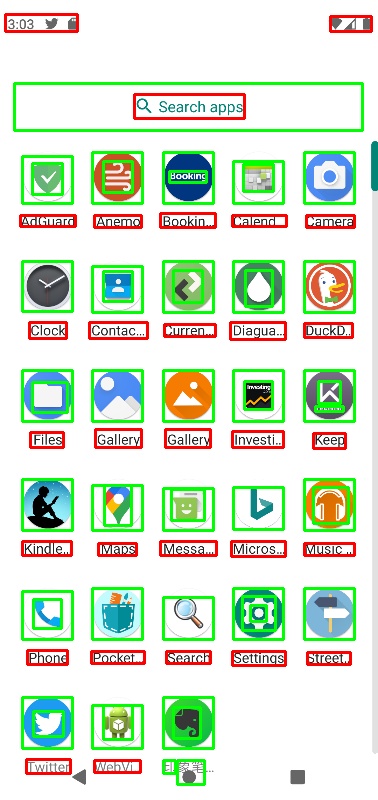 3:03
Search apps
AdGuard Anemo Bookin... Calend... Camera
Booking
Clock Contac... Curren... Diagua... DuckD...
Files Gallery Gallery Investi... Keep
Investing
Kindle... Maps Messa... Micros... Music ...
Phone Pocket... Search Settings Street...
Twitter WebVi... 印象笔...